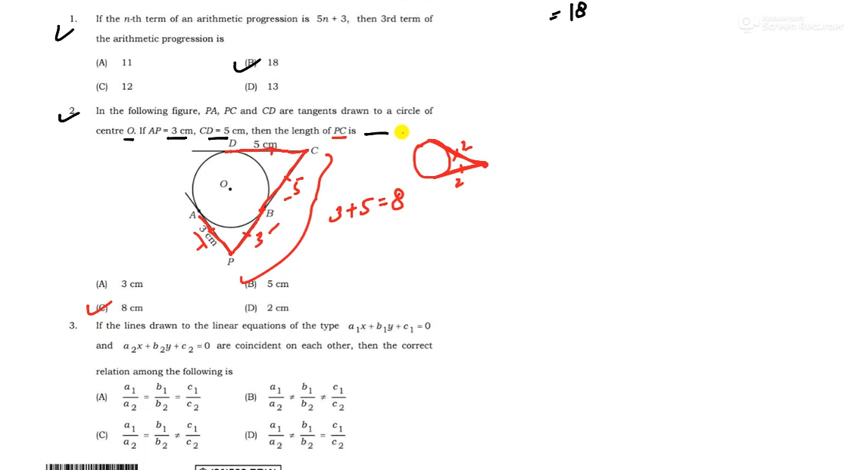 = 18
1. If the n-th term of an arithmetic progression is 5n + 3, then 3rd term of
the arithmetic progression is
(A) 11 (B) 18
(C) 12 (D) 13
2. In the following figure, PA, PC and CD are tangents drawn to a circle of
centre O. If AP = 3 cm, CD = 5 cm, then the length of PC is
D 5 cm C
2
2
O
5
A B
3 + 5 = 8
3 cm 3
P
(A) 3 cm (B) 5 cm
(C) 8 cm (D) 2 cm
3. If the lines drawn to the linear equations of the type a₁x + b₁y + c₁ = 0
and a₂x + b₂y + c₂ = 0 are coincident on each other, then the correct
relation among the following is
(A) a₁/a₂ = b₁/b₂ = c₁/c₂ (B) a₁/a₂ ≠ b₁/b₂ ≠ c₁/c₂
(C) a₁/a₂ = b₁/b₂ ≠ c₁/c₂ (D) a₁/a₂ ≠ b₁/b₂ = c₁/c₂